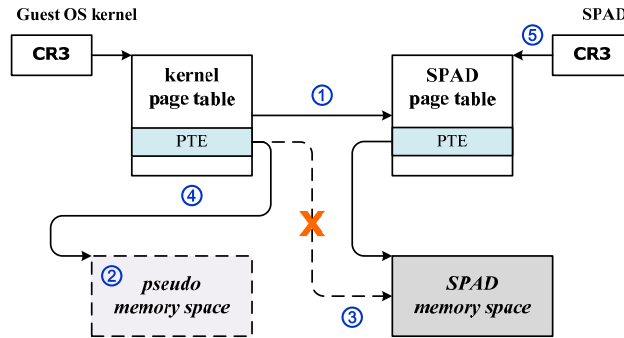 Guest OS kernel
SPAD
CR3
kernel
page table
PTE
1
SPAD
page table
PTE
5
CR3
4
X
2
pseudo
memory space
3
SPAD
memory space